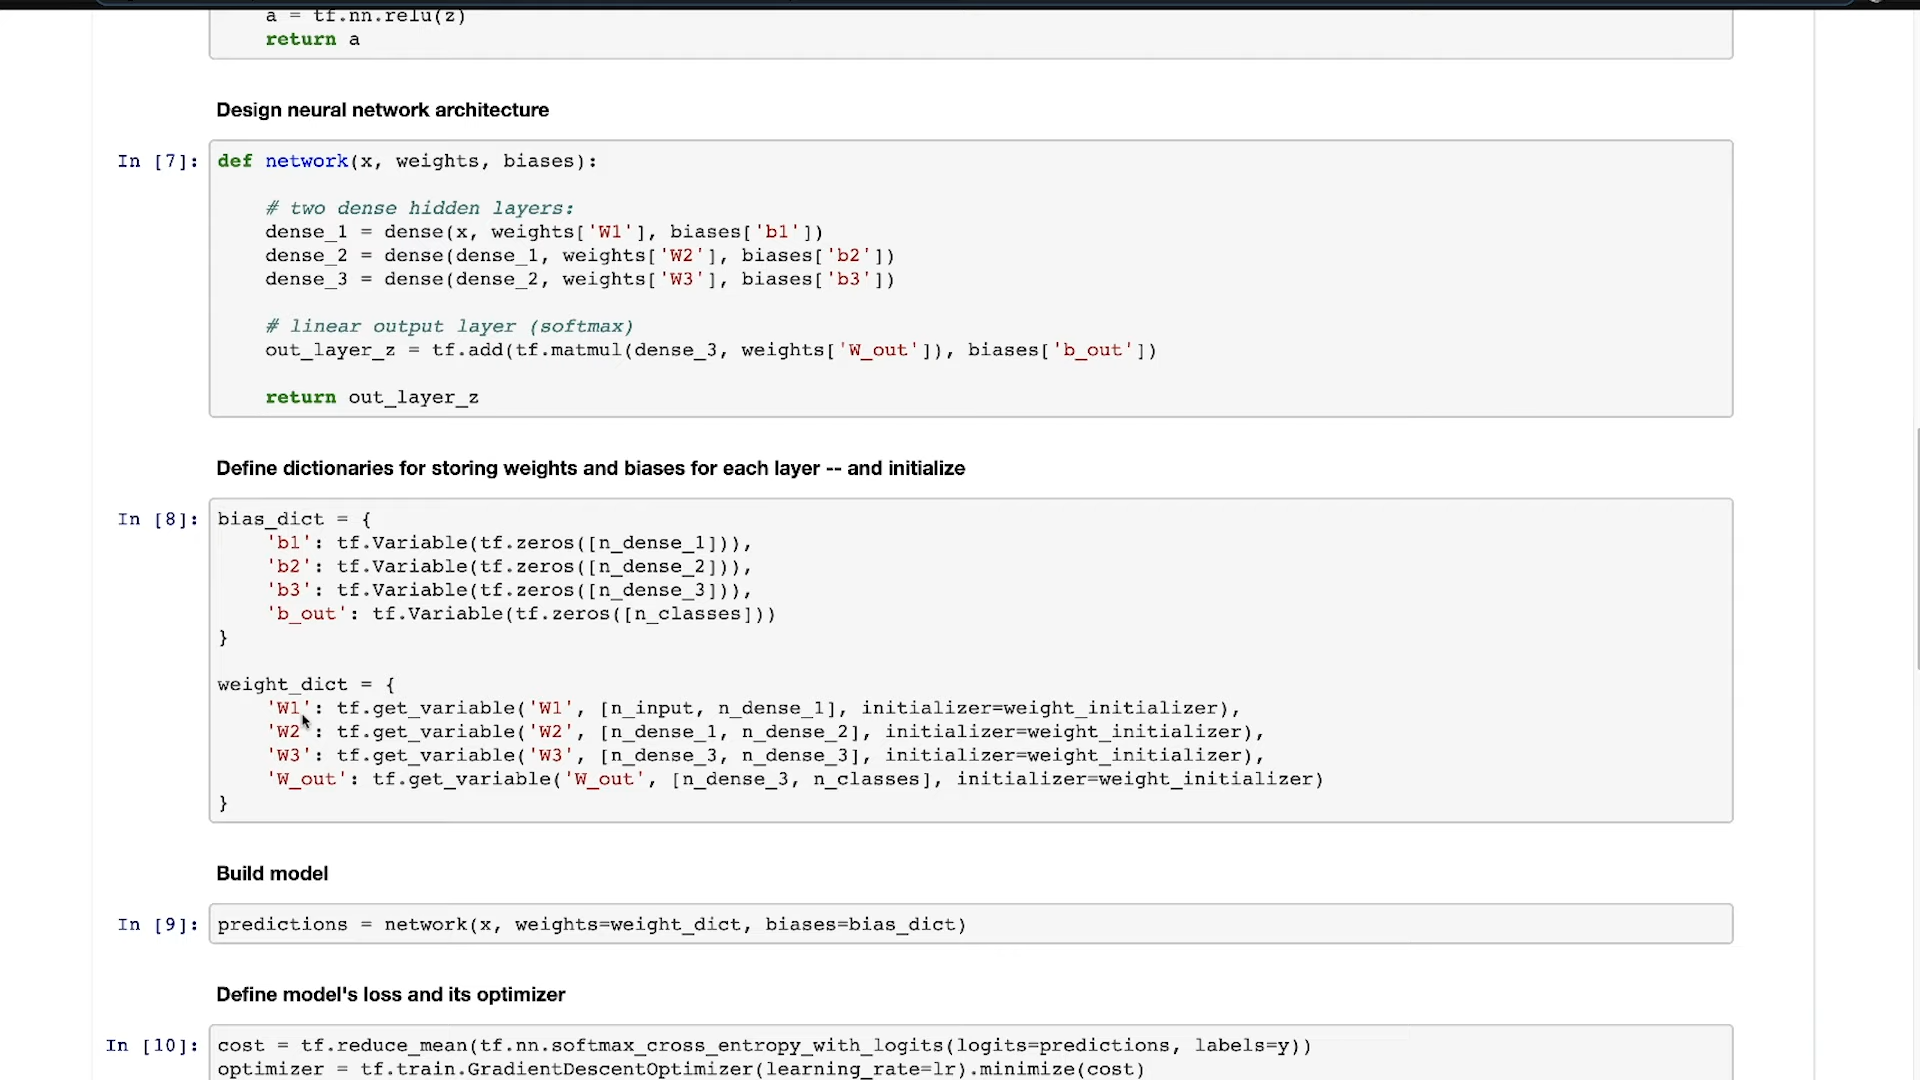 a = tf.nn.relu(z)
return a
Design neural network architecture
In [7]: def network(x, weights, biases):
# two dense hidden layers:
dense_1 = dense(x, weights['W1'], biases['b1'])
dense_2 = dense(dense_1, weights['W2'], biases['b2'])
dense_3 = dense(dense_2, weights['W3'], biases['b3'])
# linear output layer (softmax)
out_layer_z = tf.add(tf.matmul(dense_3, weights['W_out']), biases['b_out'])
return out_layer_z
Define dictionaries for storing weights and biases for each layer -- and initialize
In [8]: bias_dict = {
'b1': tf.Variable(tf.zeros([n_dense_1])),
'b2': tf.Variable(tf.zeros([n_dense_2])),
'b3': tf.Variable(tf.zeros([n_dense_3])),
'b_out': tf.Variable(tf.zeros([n_classes]))
}
weight_dict = {
'W1': tf.get_variable('W1', [n_input, n_dense_1], initializer=weight_initializer),
'W2': tf.get_variable('W2', [n_dense_1, n_dense_2], initializer=weight_initializer),
'W3': tf.get_variable('W3', [n_dense_3, n_dense_3], initializer=weight_initializer),
'W_out': tf.get_variable('W_out', [n_dense_3, n_classes], initializer=weight_initializer)
}
Build model
In [9]: predictions = network(x, weights=weight_dict, biases=bias_dict)
Define model's loss and its optimizer
In [10]: cost = tf.reduce_mean(tf.nn.softmax_cross_entropy_with_logits(logits=predictions, labels=y))
optimizer = tf.train.GradientDescentOptimizer(learning_rate=lr).minimize(cost)